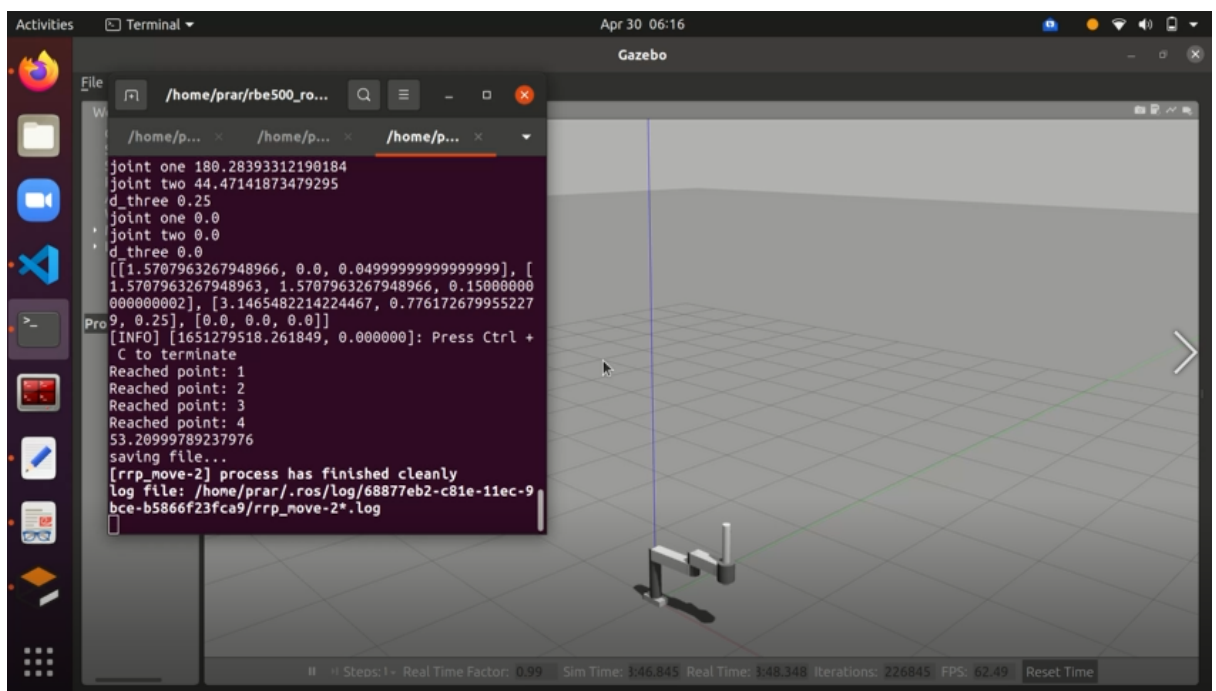 Activities Terminal Apr 30 06:16
Gazebo
File
/home/prar/rbe500_ro...
/home/p... × /home/p... × /home/p... ×
joint one 180.28393312190184
joint two 44.47141873479295
d_three 0.25
joint one 0.0
joint two 0.0
d_three 0.0
[[1.5707963267948966, 0.0, 0.04999999999999999], [
1.5707963267948963, 1.5707963267948966, 0.15000000
000000002], [3.1465482214224467, 0.776172679955227
9, 0.25], [0.0, 0.0, 0.0]]
[INFO] [1651279518.261849, 0.000000]: Press Ctrl +
C to terminate
Reached point: 1
Reached point: 2
Reached point: 3
Reached point: 4
53.20999789237976
saving file...
[rrp_move-2] process has finished cleanly
log file: /home/prar/.ros/log/68877eb2-c81e-11ec-9
bce-b5866f23fca9/rrp_move-2*.log
Pro
Steps: Real Time Factor: 0.99 Sim Time: :46.845 Real Time: :48.348 Iterations: 226845 FPS: 62.49 Reset Time